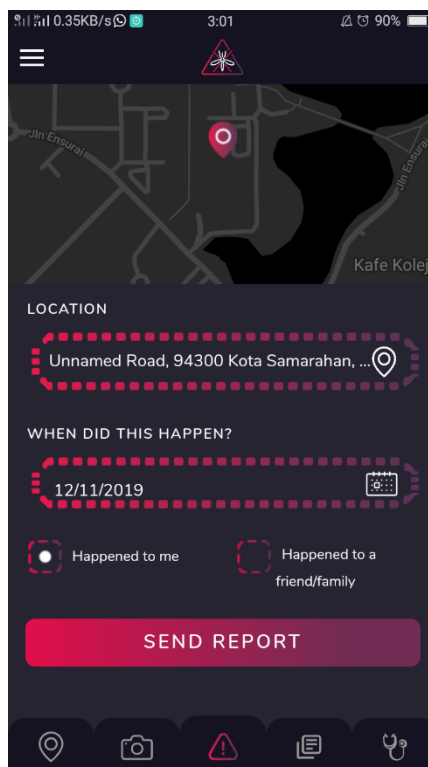 0.35KB/s 3:01 90%
Jln Ensurai
Jln Ensurai
Kafe Kolej
LOCATION
Unnamed Road, 94300 Kota Samarahan, ...
WHEN DID THIS HAPPEN?
12/11/2019
Happened to me
Happened to a
friend/family
SEND REPORT